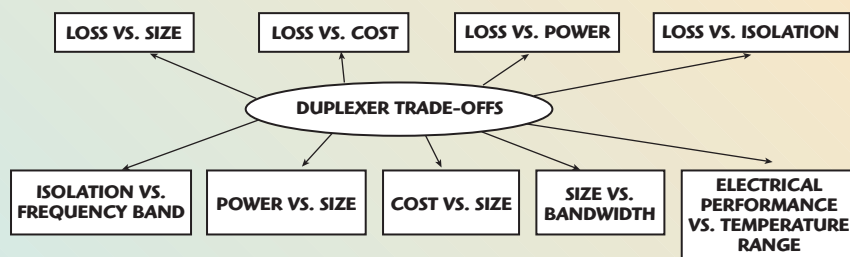 LOSS VS. SIZE
LOSS VS. COST
LOSS VS. POWER
LOSS VS. ISOLATION
DUPLEXER TRADE-OFFS
ISOLATION VS.
FREQUENCY BAND
POWER VS. SIZE
COST VS. SIZE
SIZE VS.
BANDWIDTH
ELECTRICAL
PERFORMANCE
VS. TEMPERATURE
RANGE